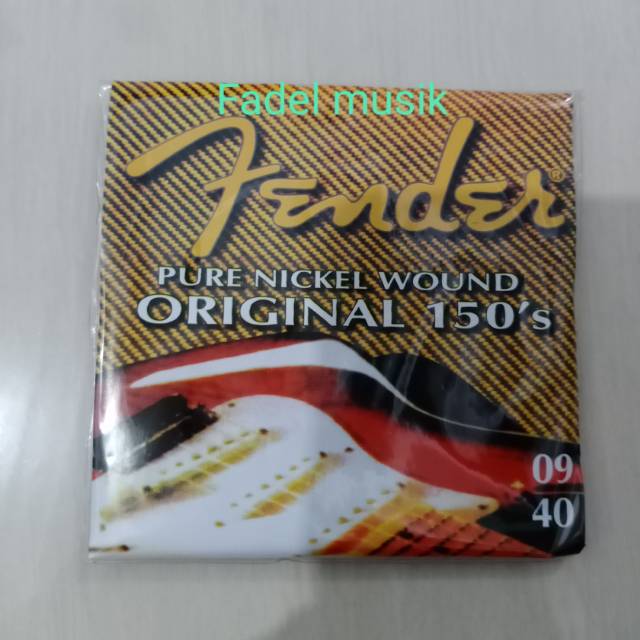 Fadel musik
Fender®
PURE NICKEL WOUND
ORIGINAL 150's
09
40